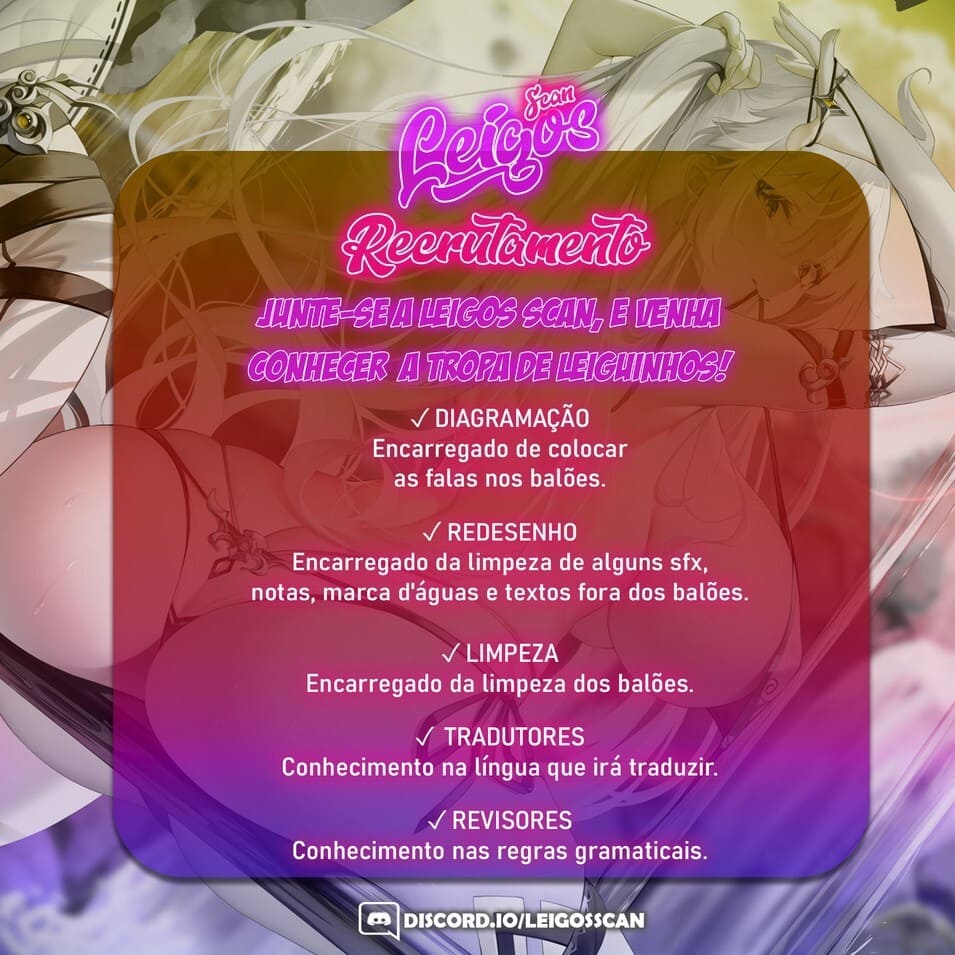 Scan
Leigos
Recrutamento
JUNTE-SE A LEIGOS SCAN, E VENHA
CONHECER A TROPA DE LEIGUINHOS!
✓ DIAGRAMAÇÃO
Encarregado de colocar
as falas nos balões.
✓ REDESENHO
Encarregado da limpeza de alguns sfx,
notas, marca d'águas e textos fora dos balões.
✓ LIMPEZA
Encarregado da limpeza dos balões.
✓ TRADUTORES
Conhecimento na língua que irá traduzir.
✓ REVISORES
Conhecimento nas regras gramaticais.
DISCORD.IO/LEIGOSSCAN